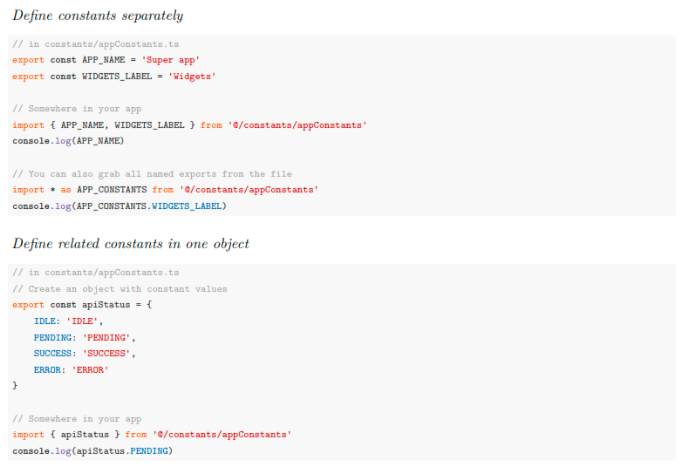 Define constants separately
// in constants/appConstants.ts
export const APP_NAME = 'Super app'
export const WIDGETS_LABEL = 'Widgets'
// Somewhere in your app
import { APP_NAME, WIDGETS_LABEL } from '@/constants/appConstants'
console.log(APP_NAME)
// You can also grab all named exports from the file
import * as APP_CONSTANTS from '@/constants/appConstants'
console.log(APP_CONSTANTS.WIDGETS_LABEL)
Define related constants in one object
// in constants/appConstants.ts
// Create an object with constant values
export const apiStatus = {
    IDLE: 'IDLE',
    PENDING: 'PENDING',
    SUCCESS: 'SUCCESS',
    ERROR: 'ERROR'
}
// Somewhere in your app
import { apiStatus } from '@/constants/appConstants'
console.log(apiStatus.PENDING)